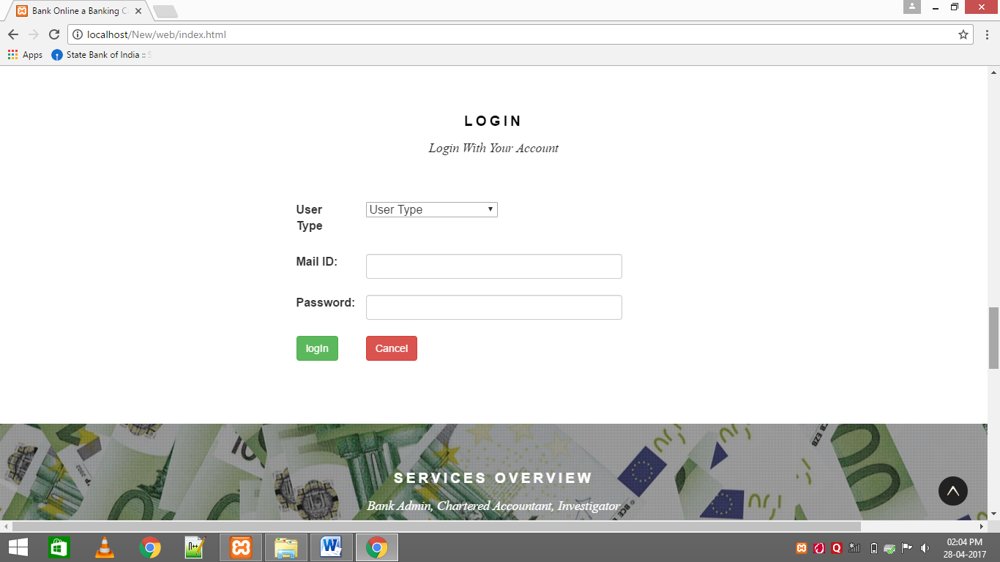 Bank Online a Banking C
localhost/New/web/index.html
Apps State Bank of India :: S
LOGIN
Login With Your Account
User Type
User Type
Mail ID:
Password:
login Cancel
SERVICES OVERVIEW
Bank Admin, Chartered Accountant, Investigator
02:04 PM
28-04-2017